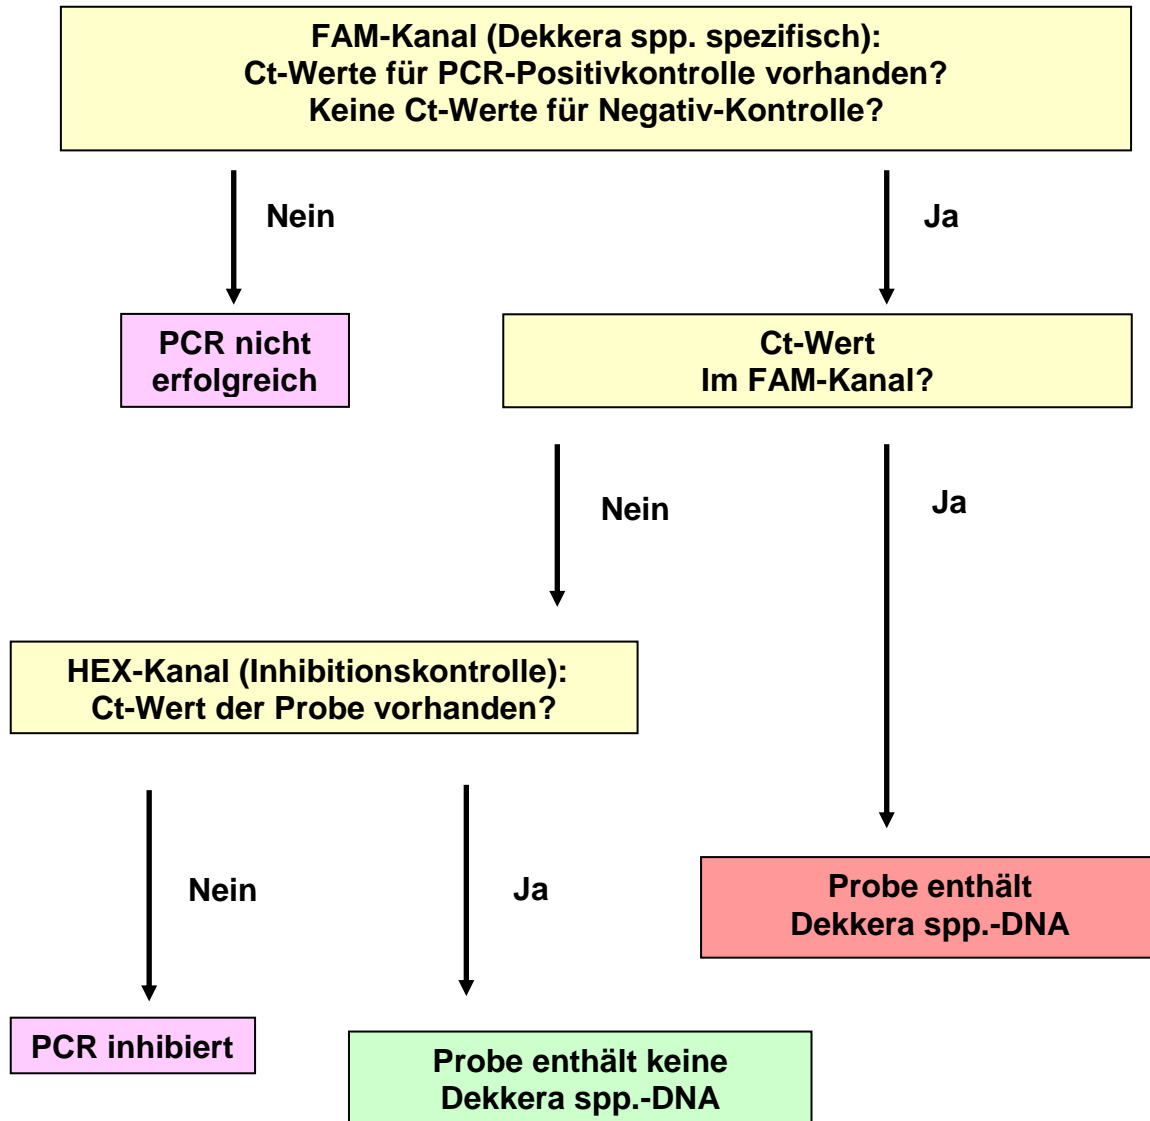 FAM-Kanal (Dekkera spp. spezifisch):
Ct-Werte für PCR-Positivkontrolle vorhanden?
Keine Ct-Werte für Negativ-Kontrolle?
Nein
Ja
PCR nicht
erfolgreich
Ct-Wert
Im FAM-Kanal?
Nein
Ja
HEX-Kanal (Inhibitionskontrolle):
Ct-Wert der Probe vorhanden?
Nein
Ja
Probe enthält
Dekkera spp.-DNA
PCR inhibiert
Probe enthält keine
Dekkera spp.-DNA